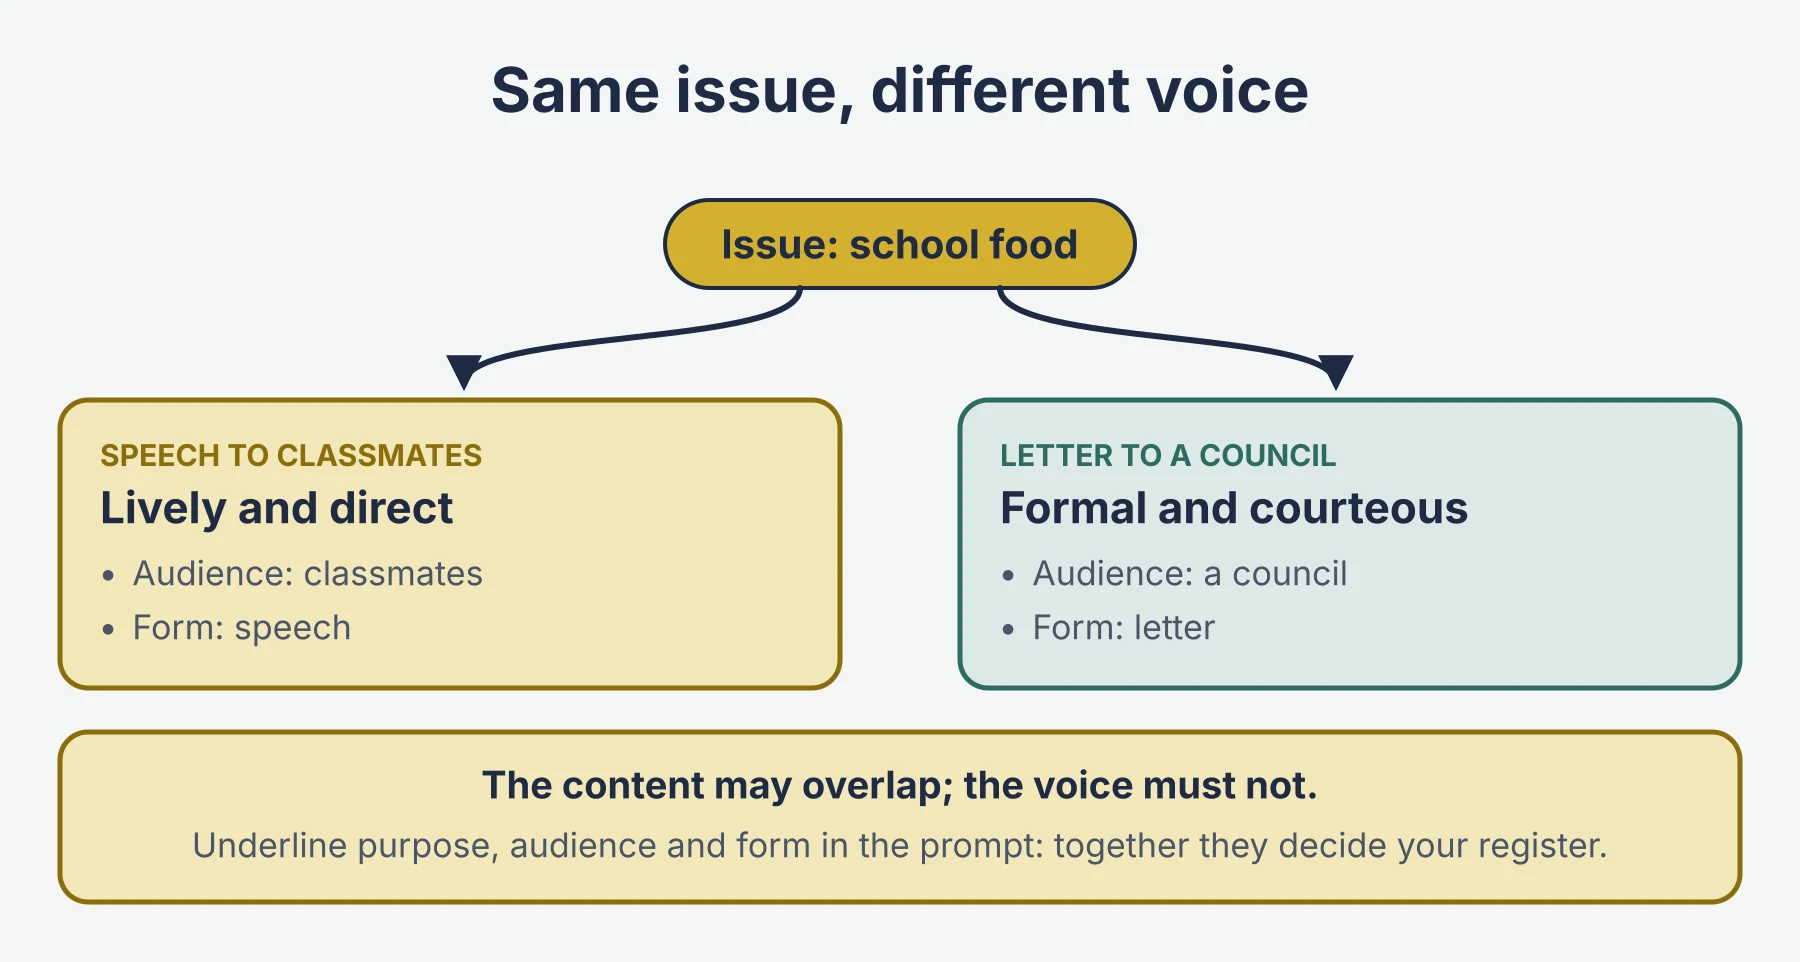 Same issue, different voice
Issue: school food
SPEECH TO CLASSMATES
Lively and direct
• Audience: classmates
• Form: speech
LETTER TO A COUNCIL
Formal and courteous
• Audience: a council
• Form: letter
The content may overlap; the voice must not.
Underline purpose, audience and form in the prompt: together they decide your register.